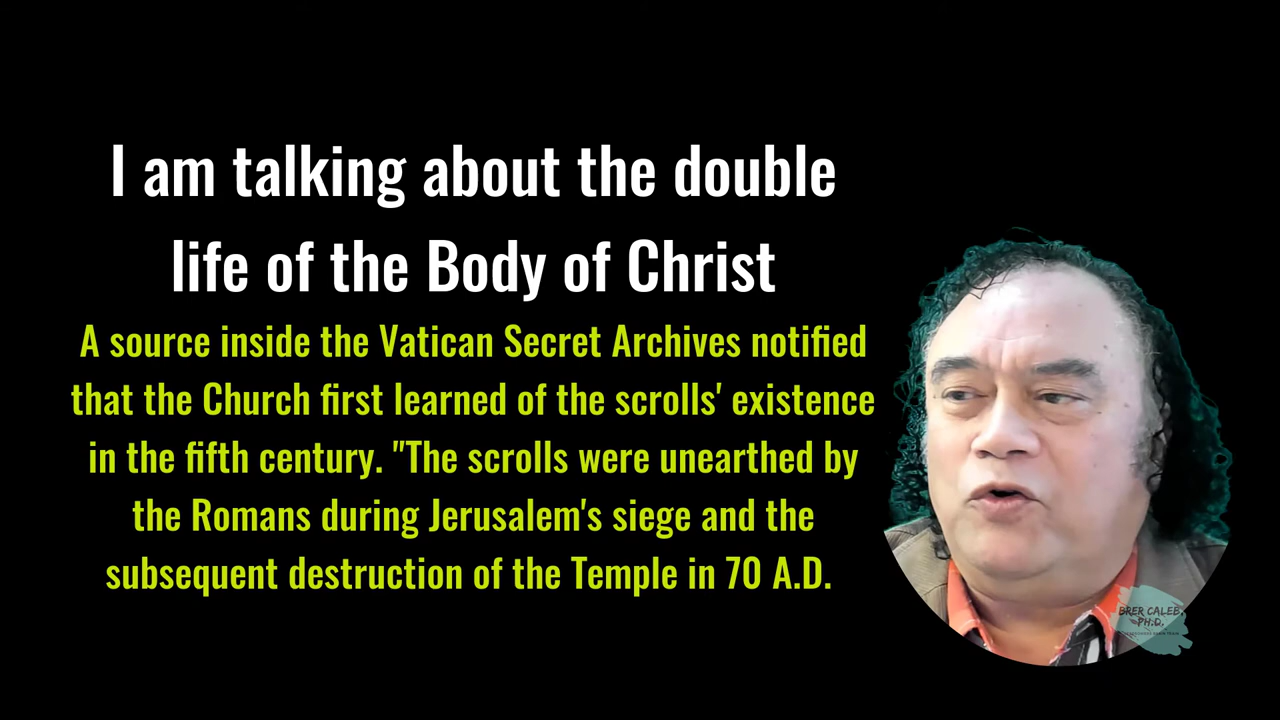 I am talking about the double
life of the Body of Christ
A source inside the Vatican Secret Archives notified
that the Church first learned of the scrolls' existence
in the fifth century. "The scrolls were unearthed by
the Romans during Jerusalem's siege and the
subsequent destruction of the Temple in 70 A.D.
BRER CALEB,
PH.D.